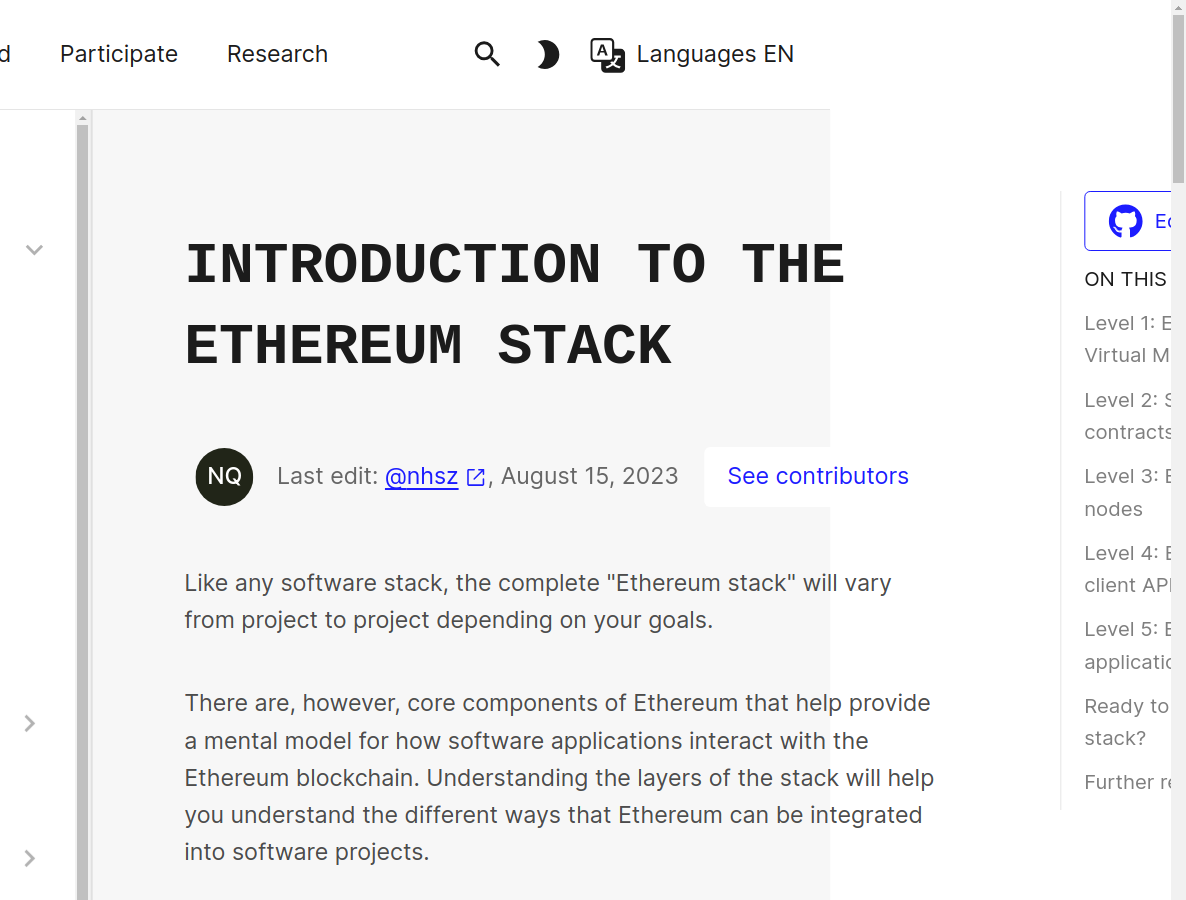 Participate Research Languages EN
INTRODUCTION TO THE
ETHEREUM STACK
NQ Last edit: @nhsz , August 15, 2023 See contributors
Like any software stack, the complete "Ethereum stack" will vary
from project to project depending on your goals.
There are, however, core components of Ethereum that help provide
a mental model for how software applications interact with the
Ethereum blockchain. Understanding the layers of the stack will help
you understand the different ways that Ethereum can be integrated
into software projects.
ON THIS
Level 1:
Virtual
Level 2:
contracts
Level 3:
nodes
Level 4:
client
Level 5:
Ready to
stack?
Further